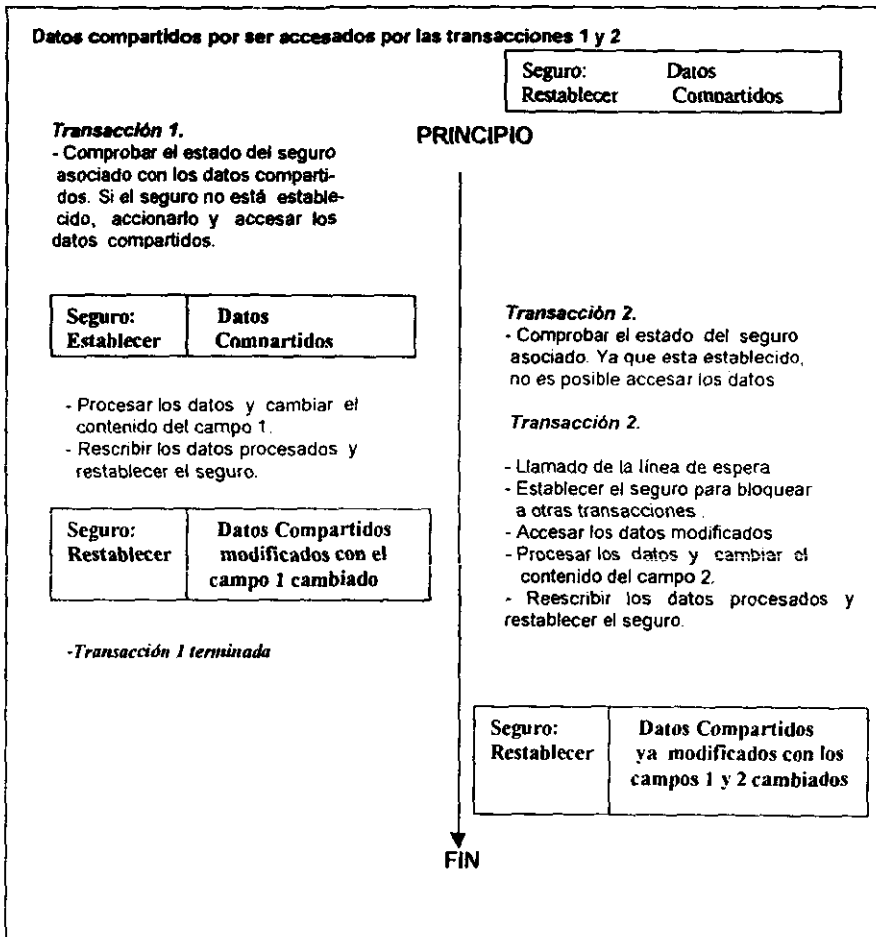 Datos compartidos por ser accesados por las transacciones 1 y 2
Seguro: Datos
Restablecer Compartidos
PRINCIPIO
Transacción 1.
- Comprobar el estado del seguro
asociado con los datos comparti-
dos. Si el seguro no está estable-
cido, accionarlo y accesar los
datos compartidos.
Seguro: Datos
Establecer Compartidos
Transacción 2.
- Comprobar el estado del seguro
asociado. Ya que esta establecido,
no es posible accesar los datos
- Procesar los datos y cambiar el
contenido del campo 1.
- Rescribir los datos procesados y
restablecer el seguro.
Transacción 2.
- Llamado de la línea de espera
- Establecer el seguro para bloquear
a otras transacciones.
- Accesar los datos modificados
- Procesar los datos y cambiar el
contenido del campo 2.
- Reescribir los datos procesados y
restablecer el seguro.
Seguro: Datos Compartidos
Restablecer modificados con el
campo 1 cambiado
-Transacción 1 terminada
Seguro: Datos Compartidos
Restablecer ya modificados con los
campos 1 y 2 cambiados
FIN